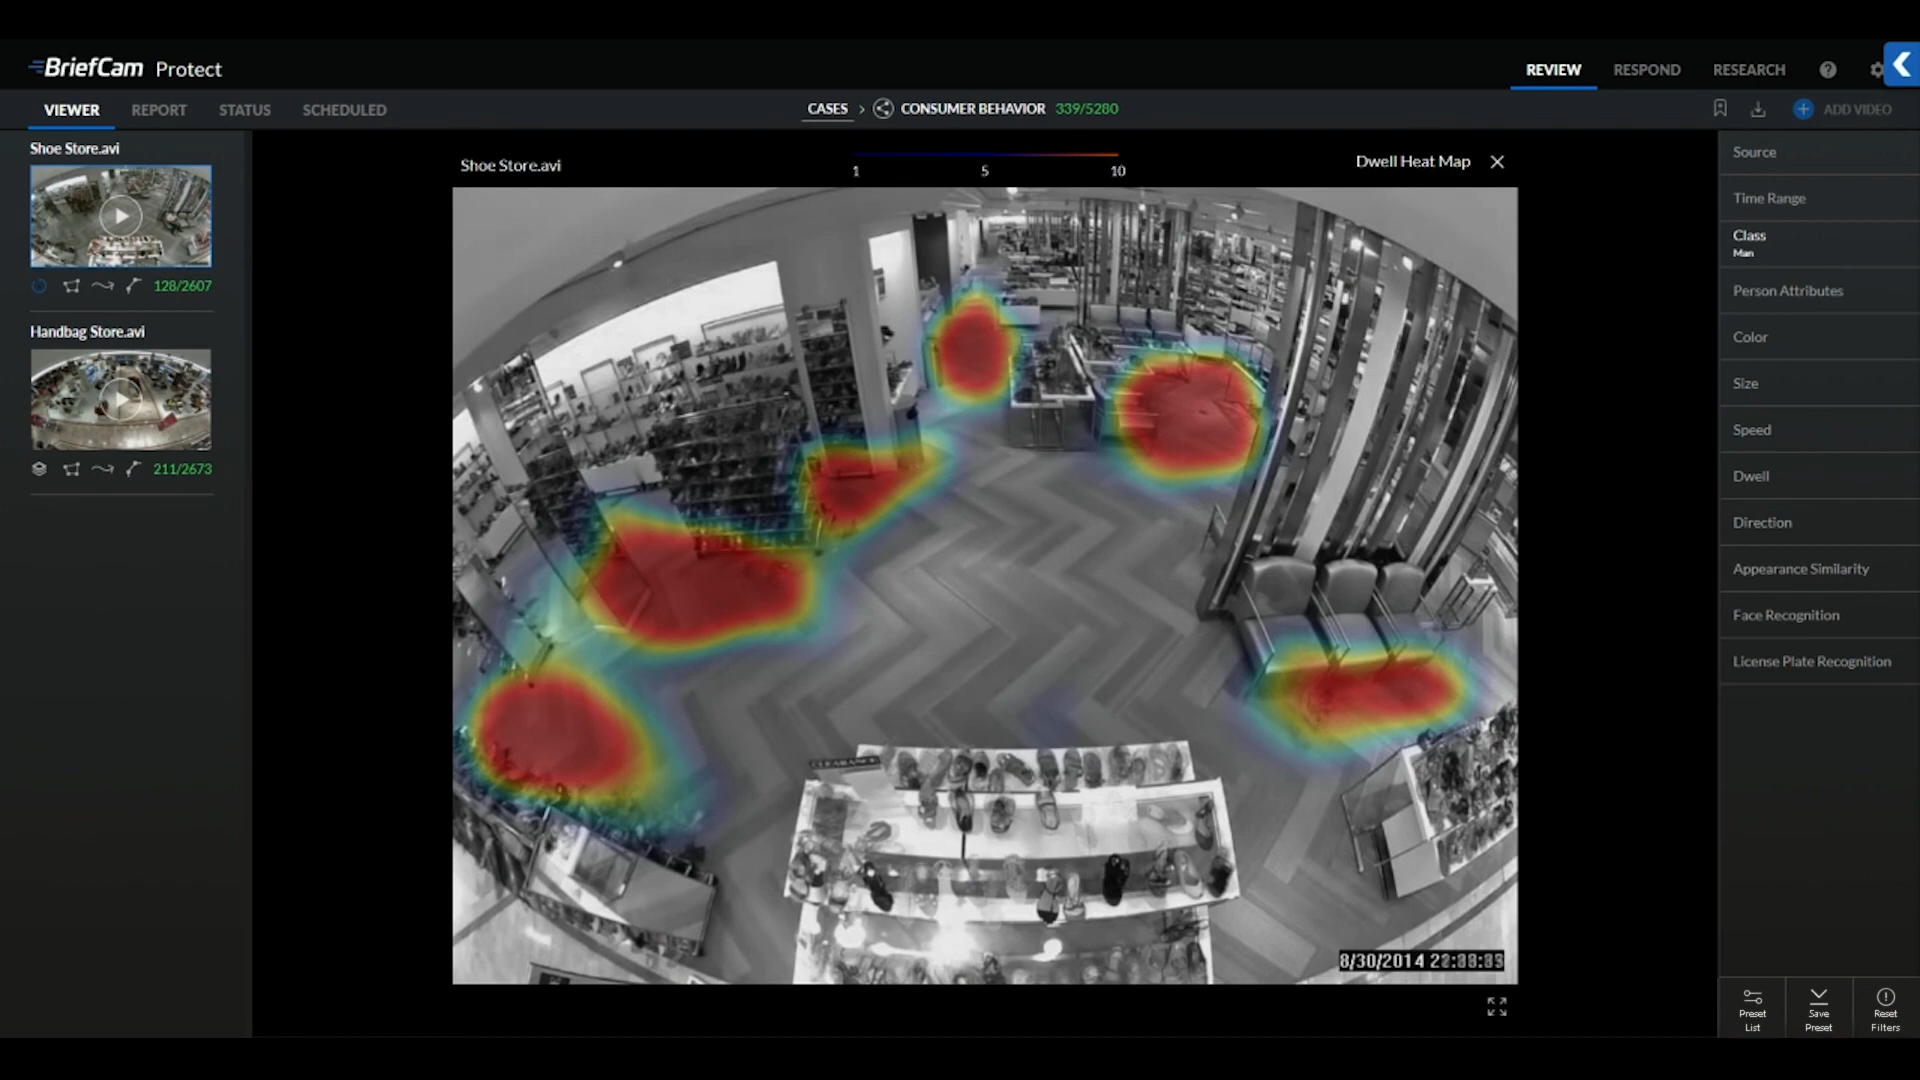 BriefCam Protect
REVIEW RESPOND RESEARCH ?
VIEWER REPORT STATUS SCHEDULED
CASES > CONSUMER BEHAVIOR 339/5280
+ ADD VIDEO
Shoe Store.avi
128/2607
Handbag Store.avi
211/2673
Shoe Store.avi
1 5 10
Dwell Heat Map
CLEARANCE
8/30/2014
Source
Time Range
Class
Man
Person Attributes
Color
Size
Speed
Dwell
Direction
Appearance Similarity
Face Recognition
License Plate Recognition
Preset List
Save Preset
Reset Filters